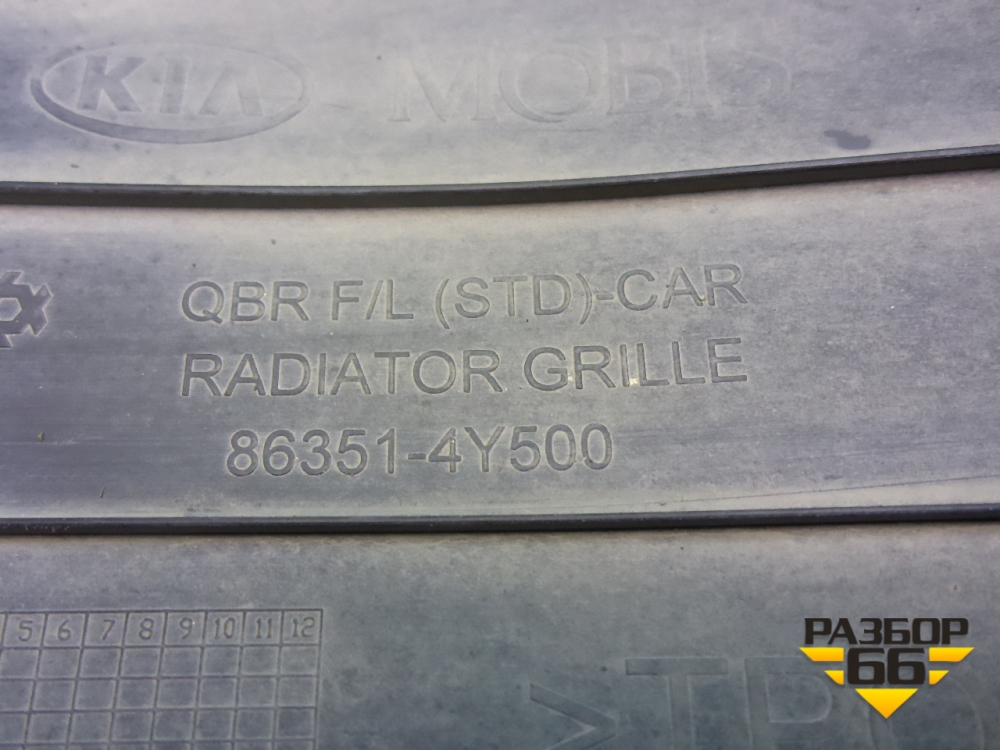 KIA MOBIS
QBR F/L (STD)-CAR
RADIATOR GRILLE
86351-4Y500
5 6 7 8 9 10 11 12
РАЗБОР
66